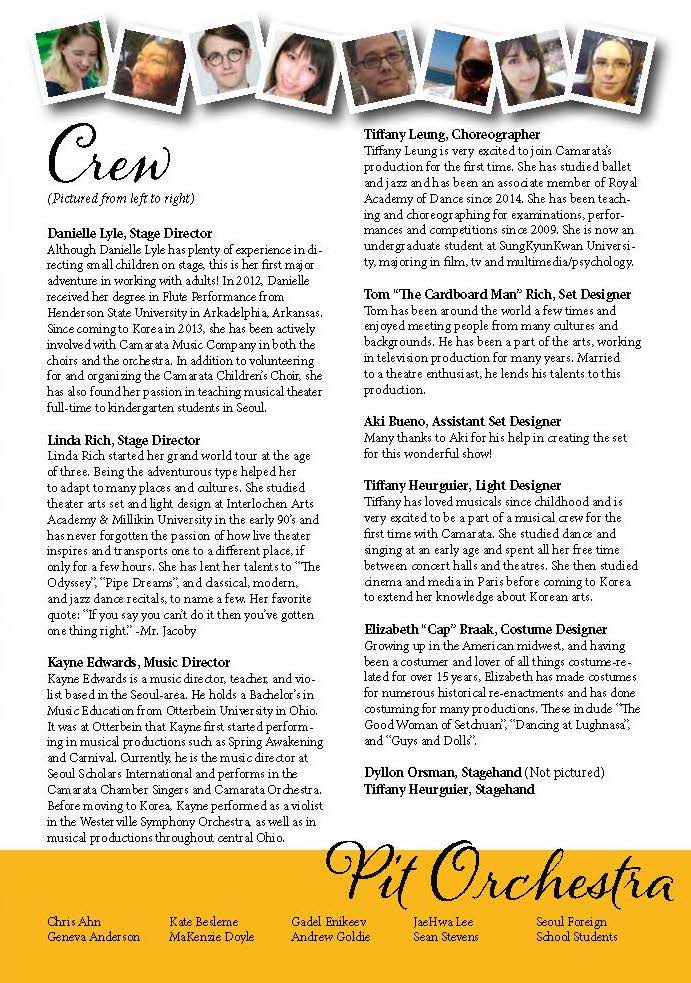 Crew
(Pictured from left to right)
Danielle Lyle, Stage Director
Although Danielle Lyle has plenty of experience in di-
recting small children on stage, this is her first major
adventure in working with adults! In 2012, Danielle
received her degree in Flute Performance from
Henderson State University in Arkadelphia, Arkansas.
Since coming to Korea in 2013, she has been actively
involved with Camarata Music Company in both the
choirs and the orchestra. In addition to volunteering
for and organizing the Camarata Children's Choir, she
has also found her passion in teaching musical theater
full-time to kindergarten students in Seoul.
Linda Rich, Stage Director
Linda Rich started her grand world tour at the age
of three. Being the adventurous type helped her
to adapt to many places and cultures. She studied
theater arts set and light design at Interlochen Arts
Academy & Millikin University in the early 90's and
has never forgotten the passion of how live theater
inspires and transports one to a different place, if
only for a few hours. She has lent her talents to "The
Odyssey", "Pipe Dreams", and classical, modern,
and jazz dance recitals, to name a few. Her favorite
quote: "If you say you can't do it then you've gotten
one thing right." -Mr. Jacoby
Kayne Edwards, Music Director
Kayne Edwards is a music director, teacher, and vio-
list based in the Seoul-area. He holds a Bachelor's in
Music Education from Otterbein University in Ohio.
It was at Otterbein that Kayne first started perform-
ing in musical productions such as Spring Awakening
and Carnival. Currently, he is the music director at
Seoul Scholars International and performs in the
Camarata Chamber Singers and Camarata Orchestra.
Before moving to Korea, Kayne performed as a violist
in the Westerville Symphony Orchestra, as well as in
musical productions throughout central Ohio.
Tiffany Leung, Choreographer
Tiffany Leung is very excited to join Camarata's
production for the first time. She has studied ballet
and jazz and has been an associate member of Royal
Academy of Dance since 2014. She has been teach-
ing and choreographing for examinations, perfor-
mances and competitions since 2009. She is now an
undergraduate student at SungKyunKwan Universi-
ty, majoring in film, tv and multimedia/psychology.
Tom "The Cardboard Man" Rich, Set Designer
Tom has been around the world a few times and
enjoyed meeting people from many cultures and
backgrounds. He has been a part of the arts, working
in television production for many years. Married
to a theatre enthusiast, he lends his talents to this
production.
Aki Bueno, Assistant Set Designer
Many thanks to Aki for his help in creating the set
for this wonderful show!
Tiffany Heurguier, Light Designer
Tiffany has loved musicals since childhood and is
very excited to be a part of a musical crew for the
first time with Camarata. She studied dance and
singing at an early age and spent all her free time
between concert halls and theatres. She then studied
cinema and media in Paris before coming to Korea
to extend her knowledge about Korean arts.
Elizabeth "Cap" Braak, Costume Designer
Growing up in the American midwest, and having
been a costumer and lover of all things costume-re-
lated for over 15 years, Elizabeth has made costumes
for numerous historical re-enactments and has done
costuming for many productions. These include "The
Good Woman of Setchuan", "Dancing at Lughnasa",
and "Guys and Dolls".
Dyllon Orsman, Stagehand (Not pictured)
Tiffany Heurguier, Stagehand
Pit Orchestra
Chris Ahn
Geneva Anderson
Kate Besleme
MaKenzie Doyle
Gadel Enikeev
Andrew Goldie
JaeHwa Lee
Sean Stevens
Seoul Foreign
School Students